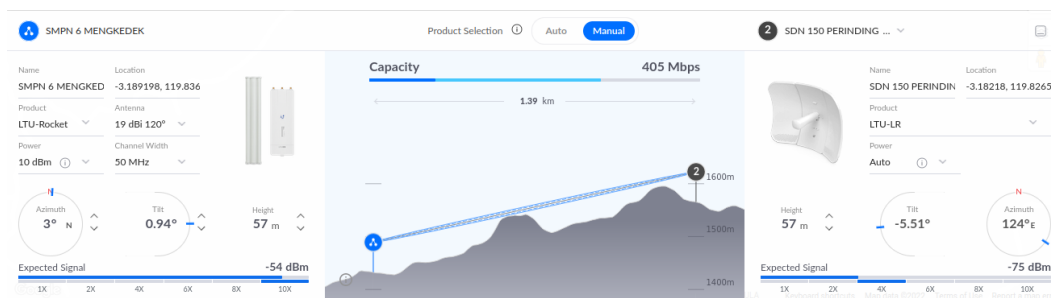 SMPN 6 MENGKEDEK
Product Selection
Auto
Manual
2 SDN 150 PERINDING ...
Name
Location
SMPN 6 MENGKED
-3.189198, 119.836
Product
Antenna
LTU-Rocket
19 dBi 120°
Power
Channel Width
10 dBm
50 MHz
N
Azimuth
3° N
Tilt
0.94°
Height
57 m
Expected Signal
-54 dBm
1X 2X 4X 6X 8X 10X
Capacity
405 Mbps
1.39 km
2
1600m
1500m
1400m
Name
Location
SDN 150 PERINDIN
-3.18218, 119.8265
Product
LTU-LR
Power
Auto
Height
57 m
Tilt
-5.51°
N
Azimuth
124° E
Expected Signal
-75 dBm
1X 2X 4X 6X 8X 10X